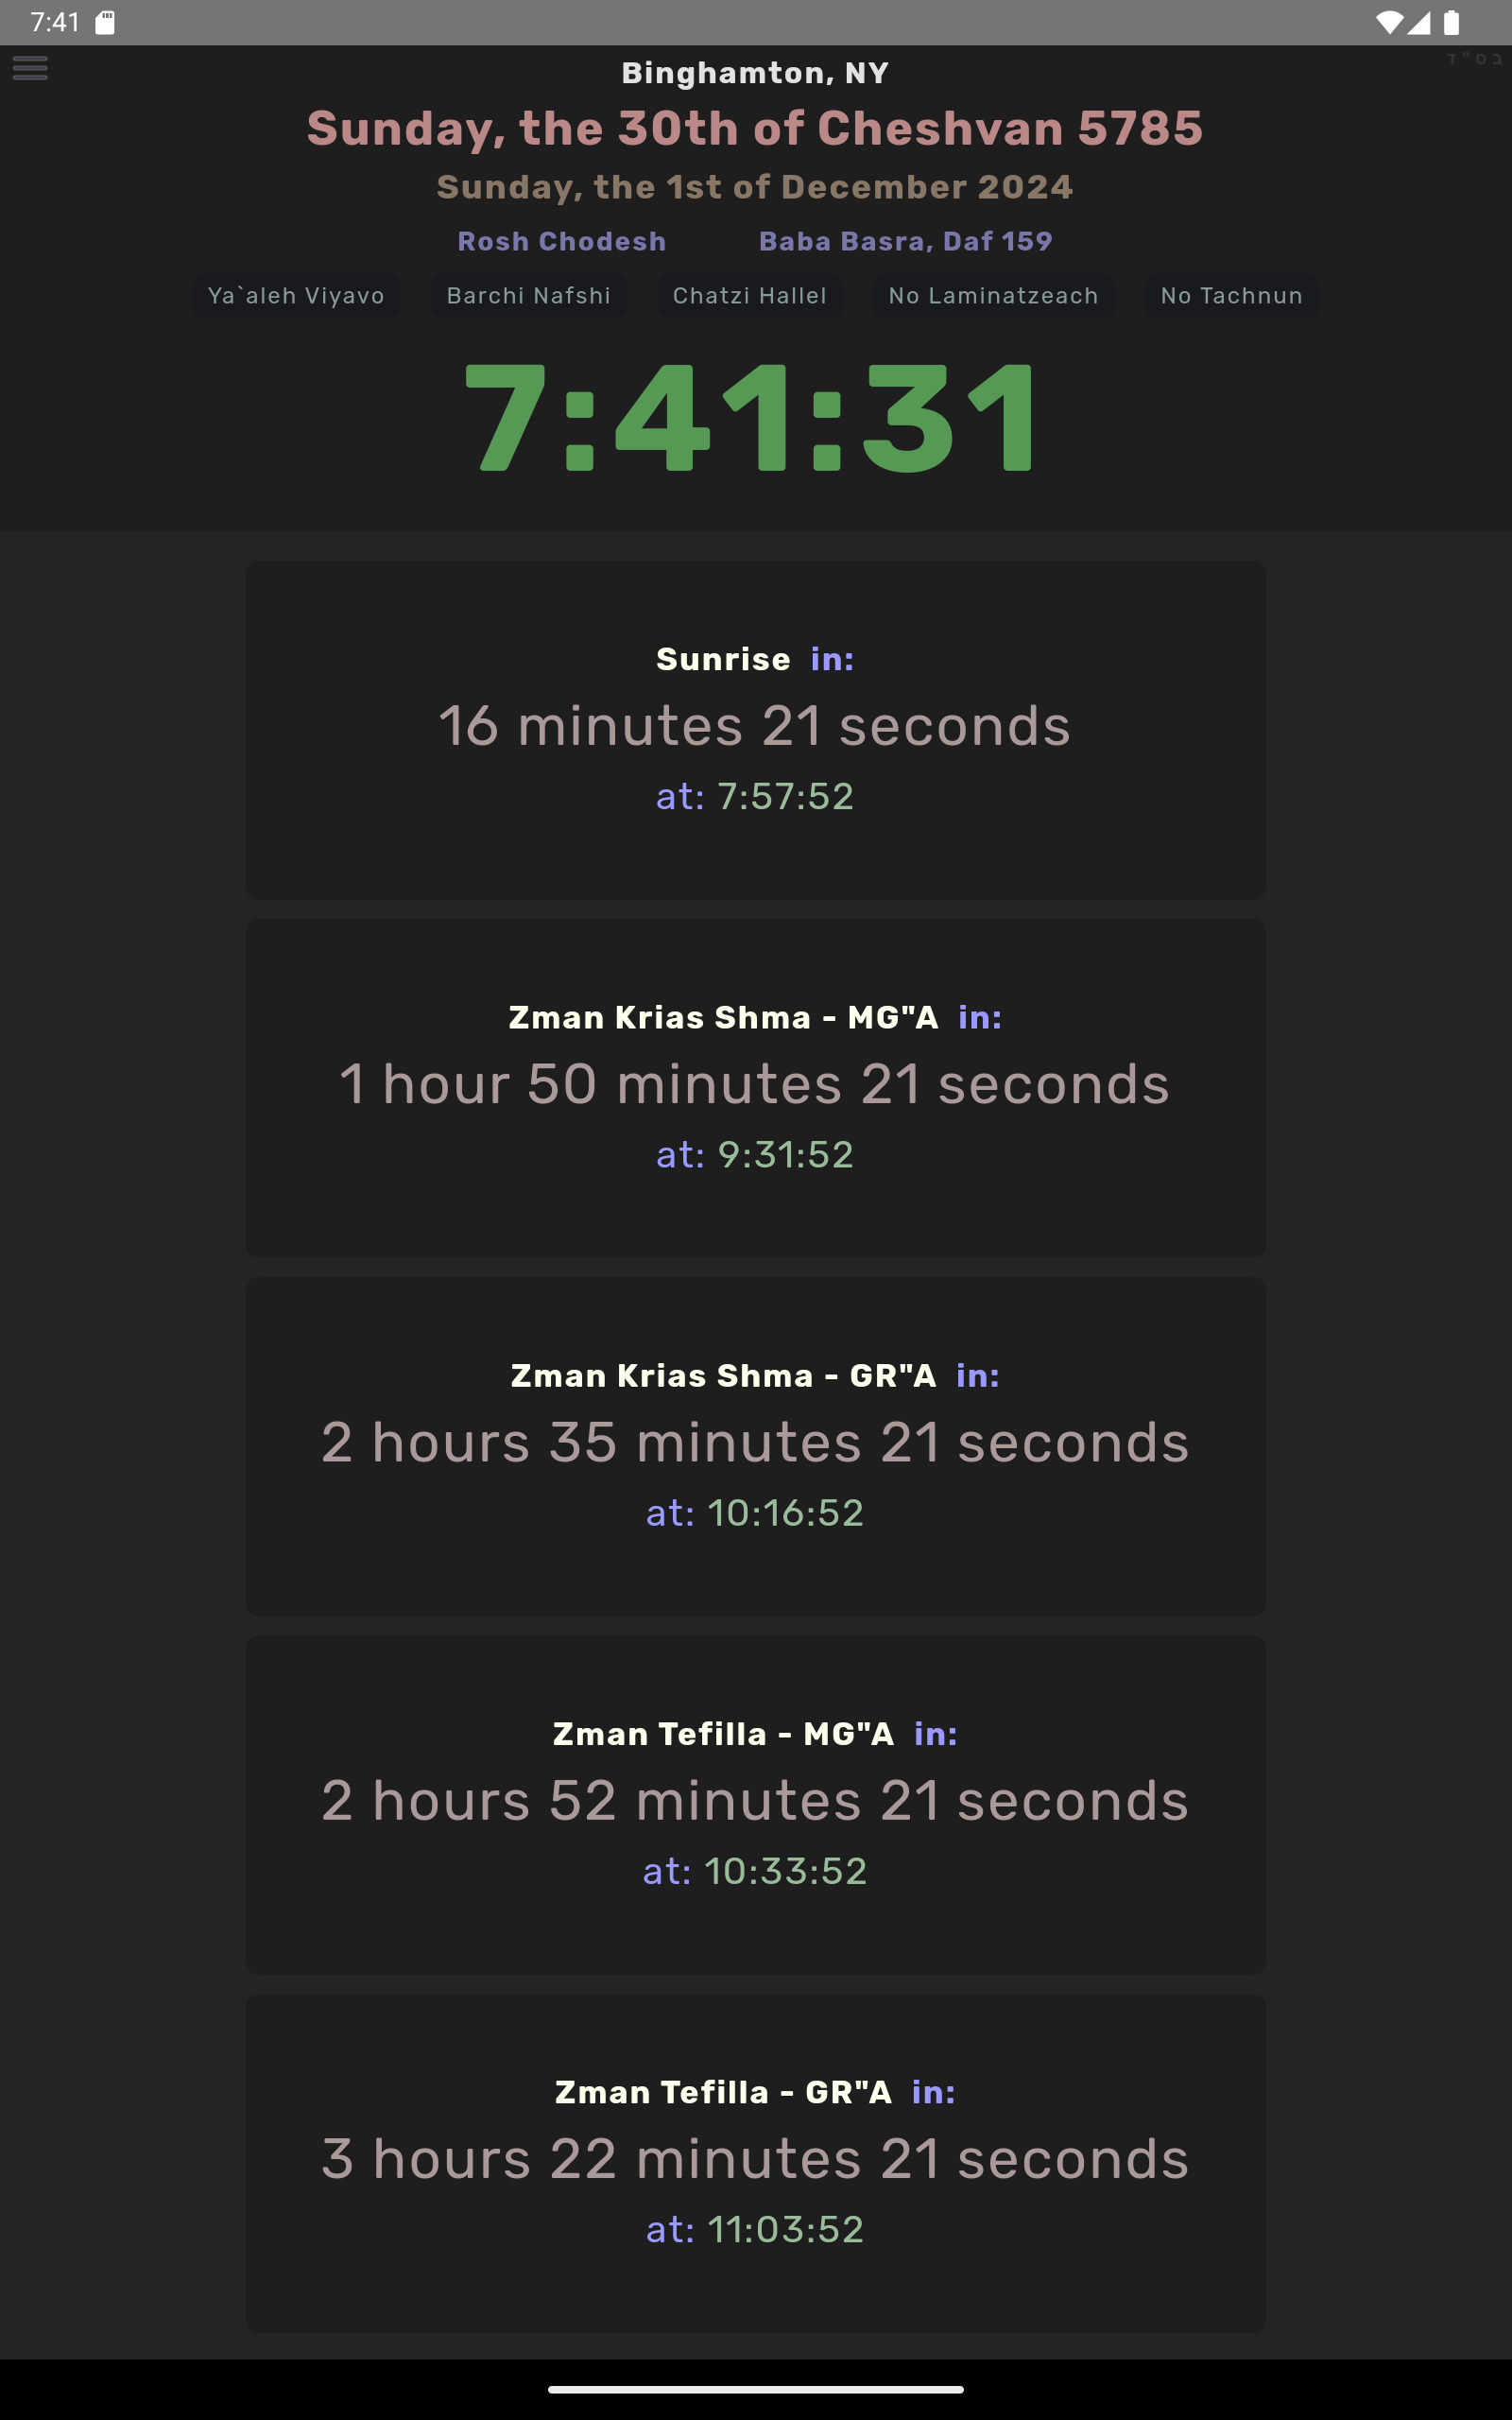 7:41
בס"ד
Binghamton, NY
Sunday, the 30th of Cheshvan 5785
Sunday, the 1st of December 2024
Rosh Chodesh Baba Basra, Daf 159
Ya`aleh Viyavo Barchi Nafshi Chatzi Hallel No Laminatzeach No Tachnun
7:41:31
Sunrise in:
16 minutes 21 seconds
at: 7:57:52
Zman Krias Shma - MG"A in:
1 hour 50 minutes 21 seconds
at: 9:31:52
Zman Krias Shma - GR"A in:
2 hours 35 minutes 21 seconds
at: 10:16:52
Zman Tefilla - MG"A in:
2 hours 52 minutes 21 seconds
at: 10:33:52
Zman Tefilla - GR"A in:
3 hours 22 minutes 21 seconds
at: 11:03:52